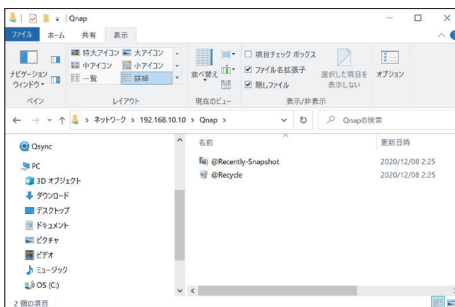 Qnap
ファイル ホーム 共有 表示
ナビゲーション ウィンドウ
特大アイコン 大アイコン
中アイコン 小アイコン
一覧 詳細
並べ替え
項目チェック ボックス
ファイル名拡張子
隠しファイル
選択した項目を 表示しない
オプション
ペイン レイアウト 現在のビュー 表示/非表示
ネットワーク > 192.168.10.10 > Qnap >
Qnapの検索
名前 更新日時
Qsync
PC
3D オブジェクト
ダウンロード
デスクトップ
ドキュメント
ピクチャ
ビデオ
ミュージック
OS (C:)
@Recently-Snapshot 2020/12/08 2:25
@Recycle 2020/12/08 2:25
2 個の項目